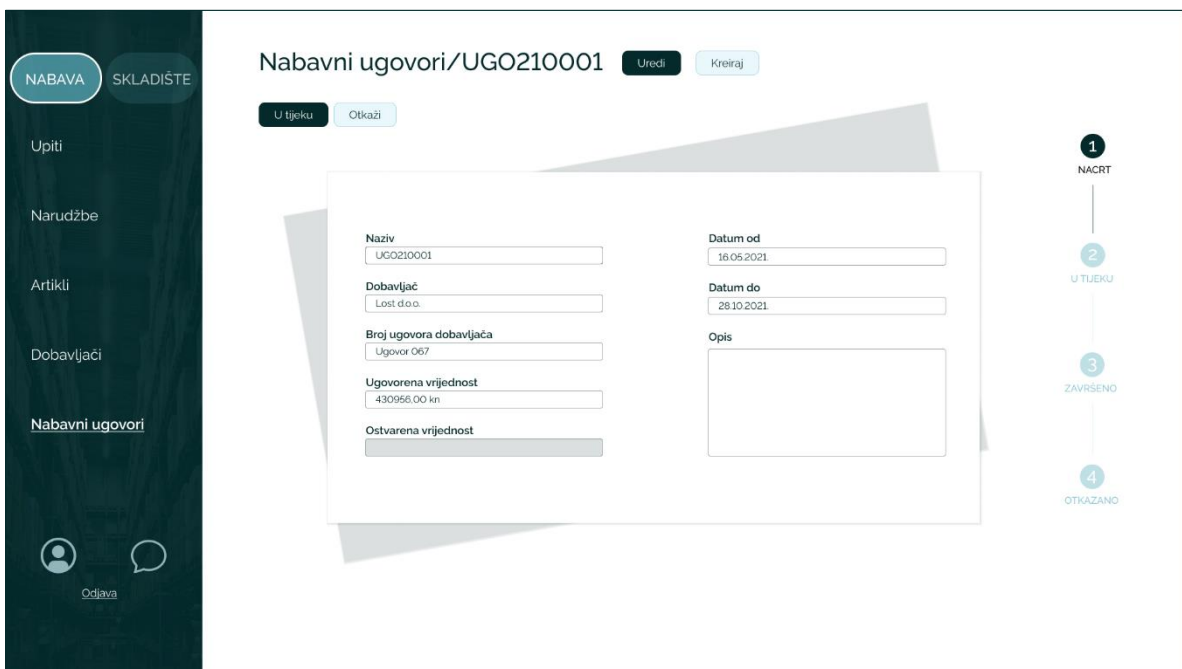 NABAVA
SKLADIŠTE
Upiti
Narudžbe
Artikli
Dobavljači
Nabavni ugovori
Odjava
Nabavni ugovori/UGO210001
Uredi
Kreiraj
U tijeku
Otkaži
Naziv
UGO210001
Dobavljač
Lost d.o.o.
Broj ugovora dobavljača
Ugovor 067
Ugovorena vrijednost
430956,00 kn
Ostvarena vrijednost
Datum od
16.05.2021.
Datum do
28.10.2021.
Opis
1
NACRT
2
U TIJEKU
3
ZAVRŠENO
4
OTKAZANO